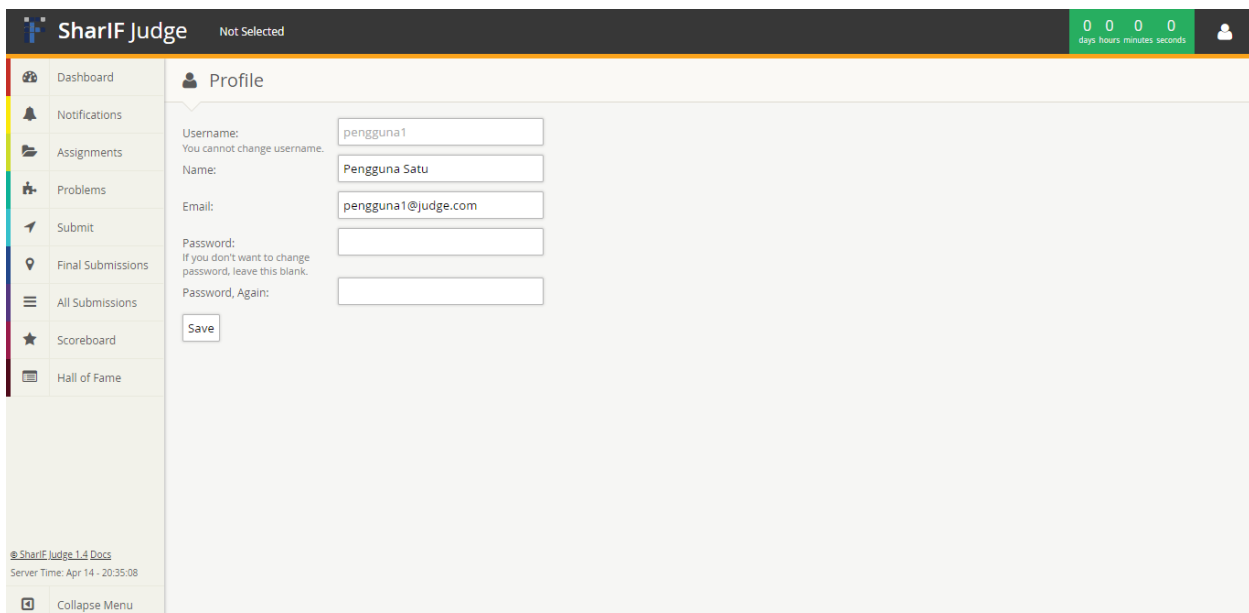 SharIF Judge
Not Selected
0 0 0 0
days hours minutes seconds
Dashboard
Notifications
Assignments
Problems
Submit
Final Submissions
All Submissions
Scoreboard
Hall of Fame
© SharIF Judge 1.4 Docs
Server Time: Apr 14 - 20:35:08
Collapse Menu
Profile
Username:
You cannot change username.
pengguna1
Name:
Pengguna Satu
Email:
pengguna1@judge.com
Password:
If you don't want to change
password, leave this blank.
Password, Again:
Save